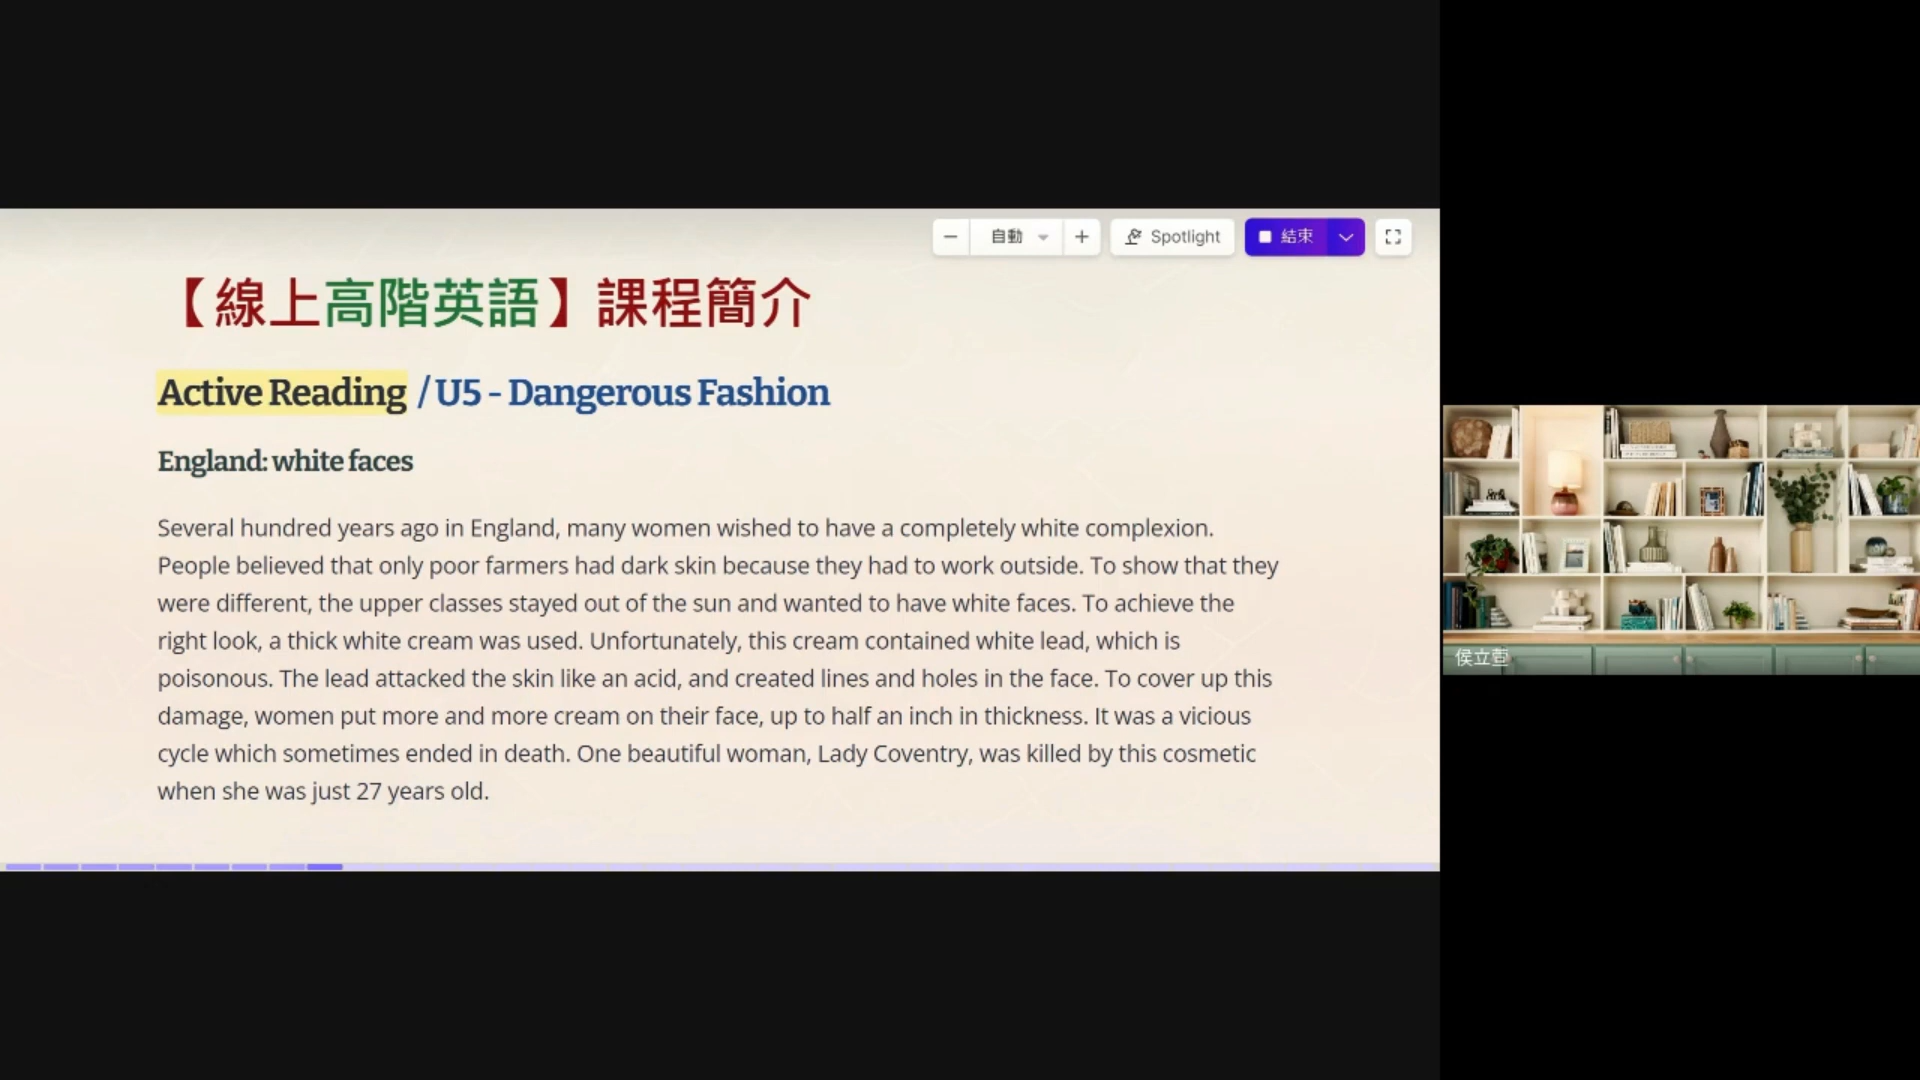 自動
Spotlight
結束
【線上高階英語】課程簡介
Active Reading / U5 - Dangerous Fashion
England: white faces
Several hundred years ago in England, many women wished to have a completely white complexion.
People believed that only poor farmers had dark skin because they had to work outside. To show that they
were different, the upper classes stayed out of the sun and wanted to have white faces. To achieve the
right look, a thick white cream was used. Unfortunately, this cream contained white lead, which is
poisonous. The lead attacked the skin like an acid, and created lines and holes in the face. To cover up this
damage, women put more and more cream on their face, up to half an inch in thickness. It was a vicious
cycle which sometimes ended in death. One beautiful woman, Lady Coventry, was killed by this cosmetic
when she was just 27 years old.
侯立萱